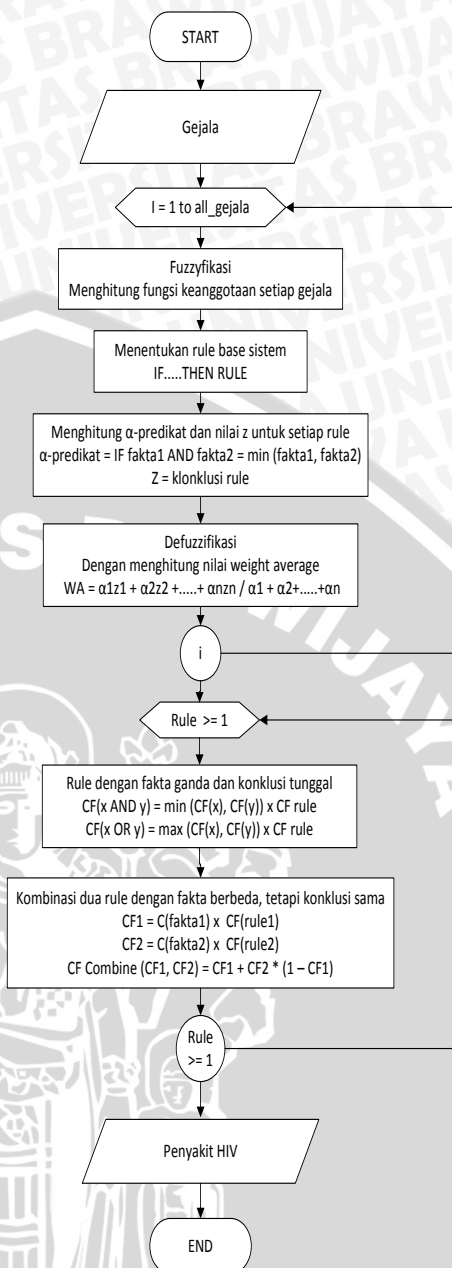 START
Gejala
I = 1 to all_gejala
Fuzzyfikasi
Menghitung fungsi keanggotaan setiap gejala
Menentukan rule base sistem
IF.....THEN RULE
Menghitung α-predikat dan nilai z untuk setiap rule
α-predikat = IF fakta1 AND fakta2 = min (fakta1, fakta2)
Z = klonklusi rule
Defuzzifikasi
Dengan menghitung nilai weight average
WA = α1z1 + α2z2 +.....+ αnzn / α1 + α2+.....+αn
i
Rule >= 1
Rule dengan fakta ganda dan konklusi tunggal
CF(x AND y) = min (CF(x), CF(y)) x CF rule
CF(x OR y) = max (CF(x), CF(y)) x CF rule
Kombinasi dua rule dengan fakta berbeda, tetapi konklusi sama
CF1 = C(fakta1) x CF(rule1)
CF2 = C(fakta2) x CF(rule2)
CF Combine (CF1, CF2) = CF1 + CF2 * (1 – CF1)
Rule
>= 1
Penyakit HIV
END